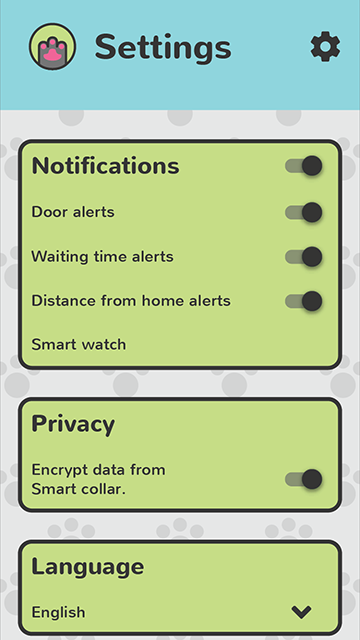 Settings
Notifications
Door alerts
Waiting time alerts
Distance from home alerts
Smart watch
Privacy
Encrypt data from
Smart collar.
Language
English